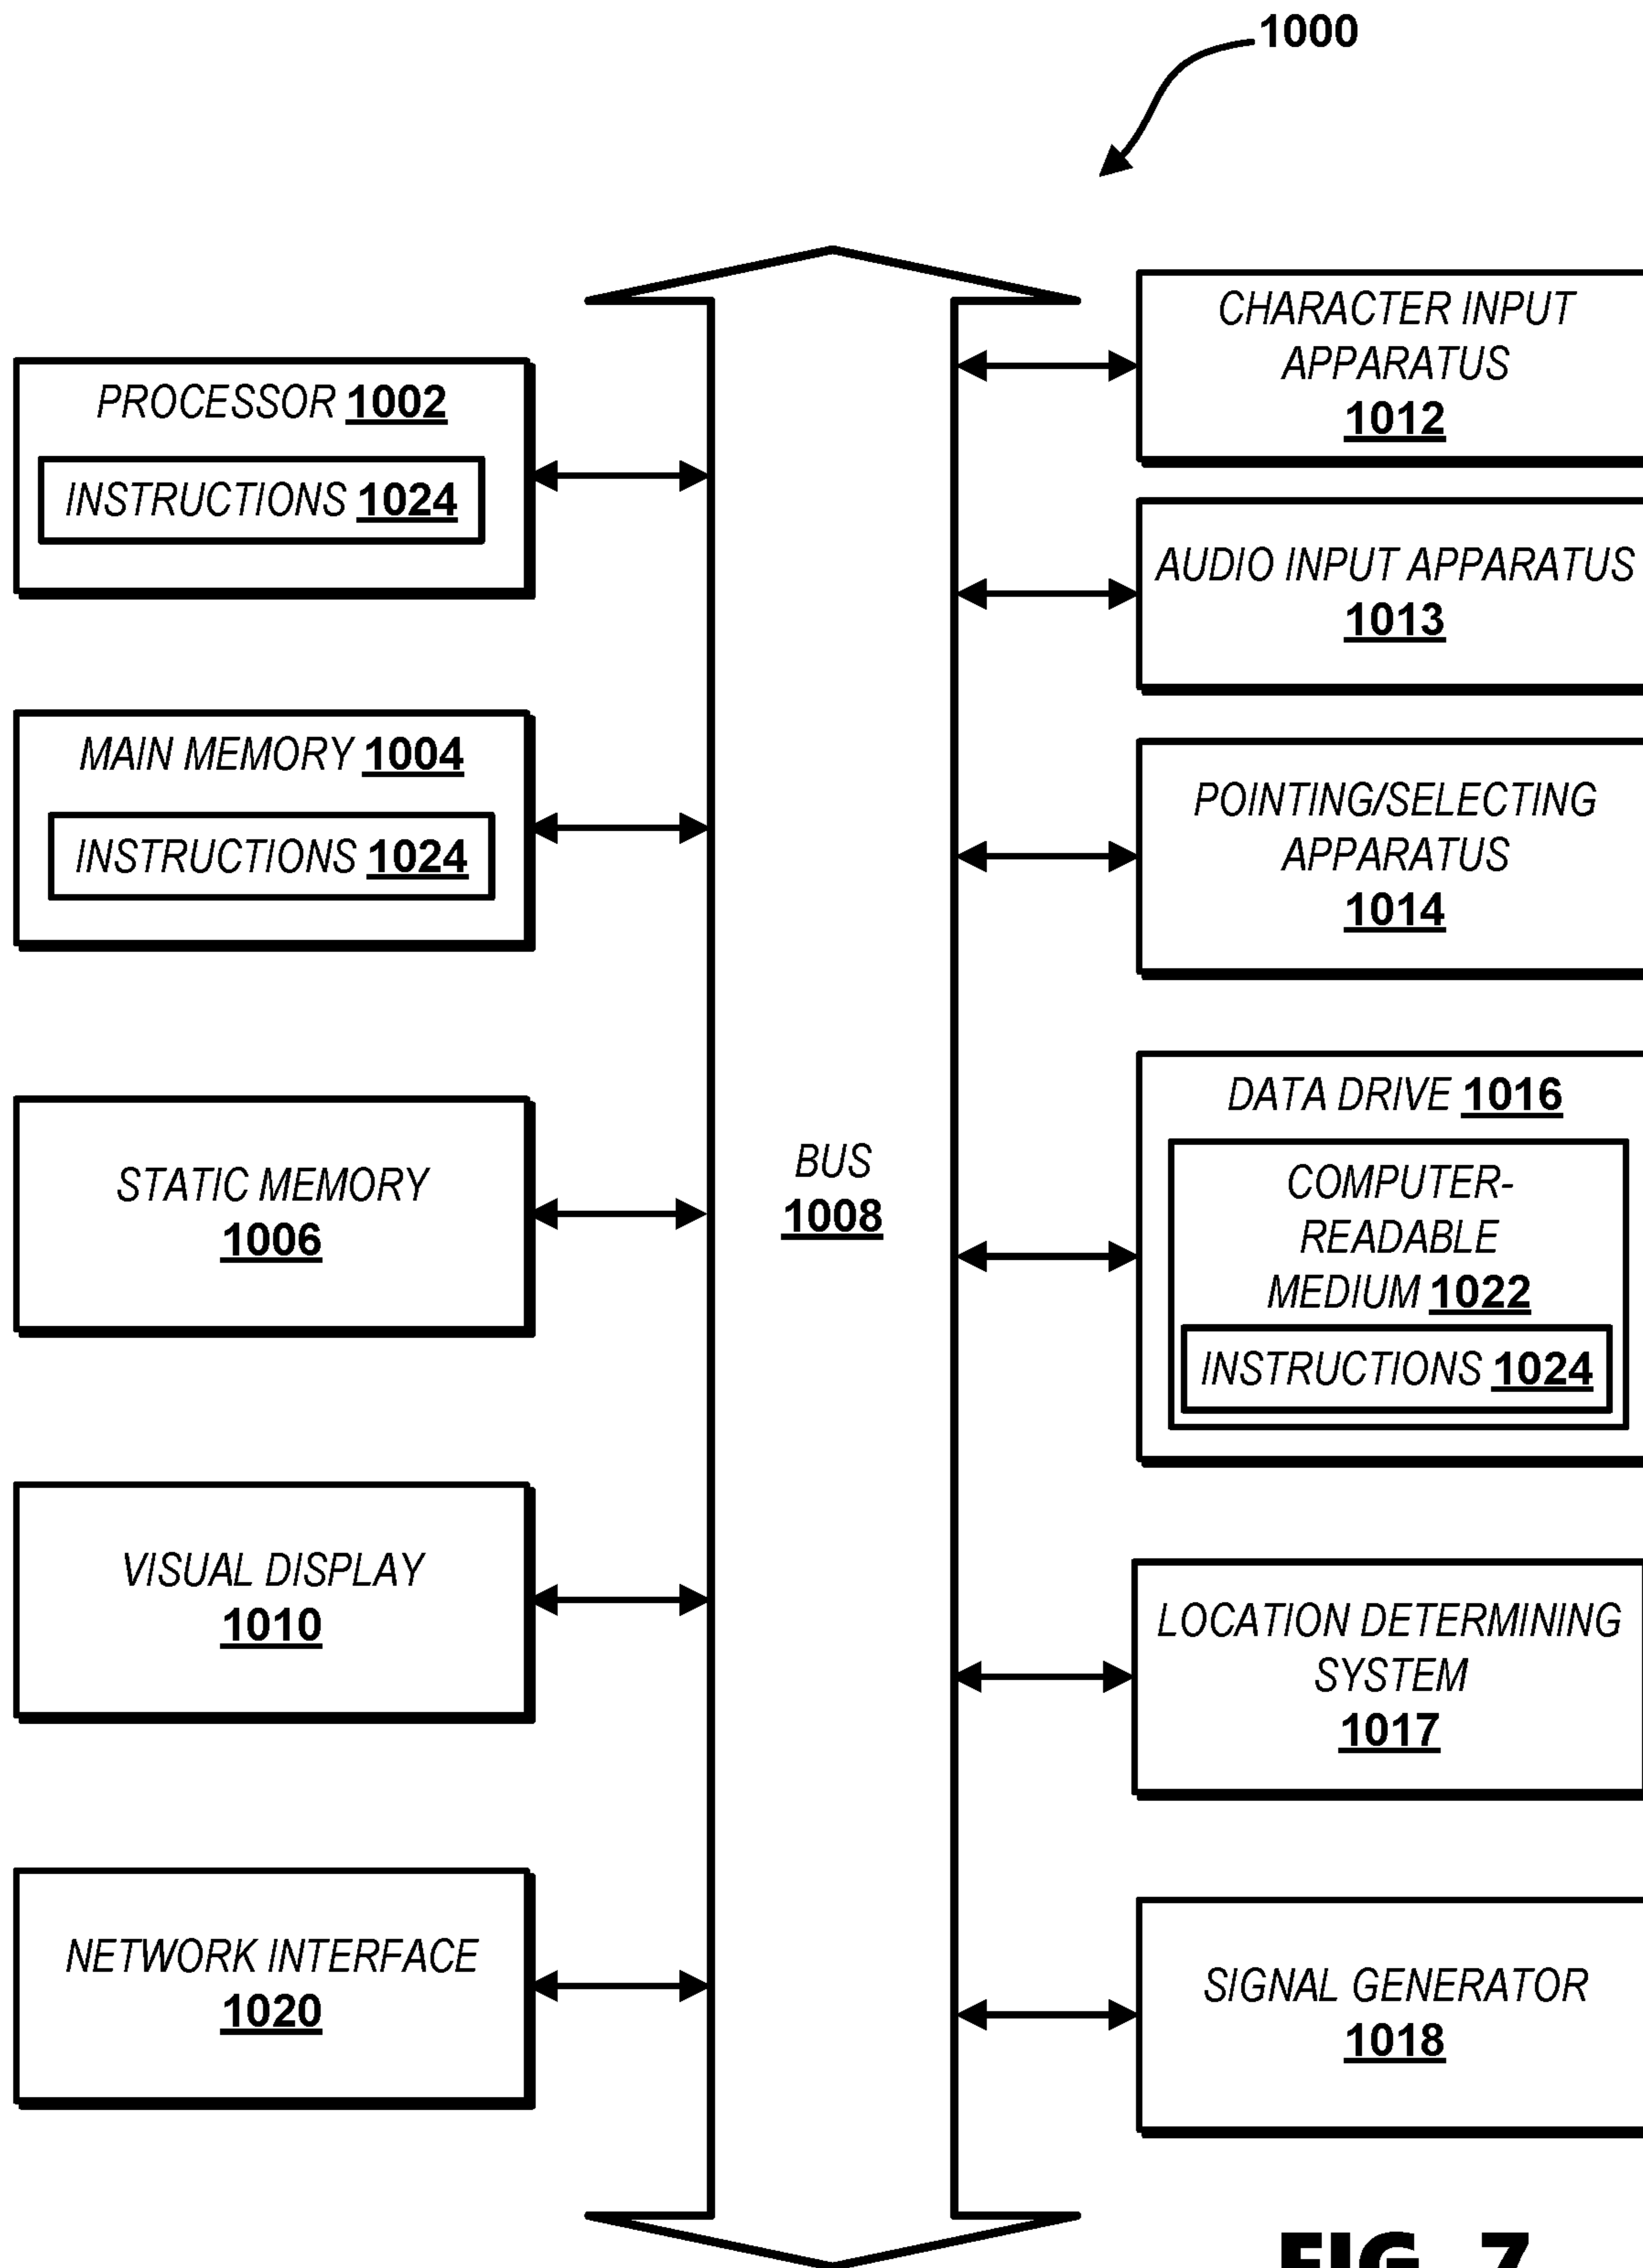 1000
PROCESSOR 1002
INSTRUCTIONS 1024
MAIN MEMORY 1004
INSTRUCTIONS 1024
STATIC MEMORY
1006
VISUAL DISPLAY
1010
NETWORK INTERFACE
1020
BUS
1008
CHARACTER INPUT
APPARATUS
1012
AUDIO INPUT APPARATUS
1013
POINTING/SELECTING
APPARATUS
1014
DATA DRIVE 1016
COMPUTER-
READABLE
MEDIUM 1022
INSTRUCTIONS 1024
LOCATION DETERMINING
SYSTEM
1017
SIGNAL GENERATOR
1018
FIG. 7